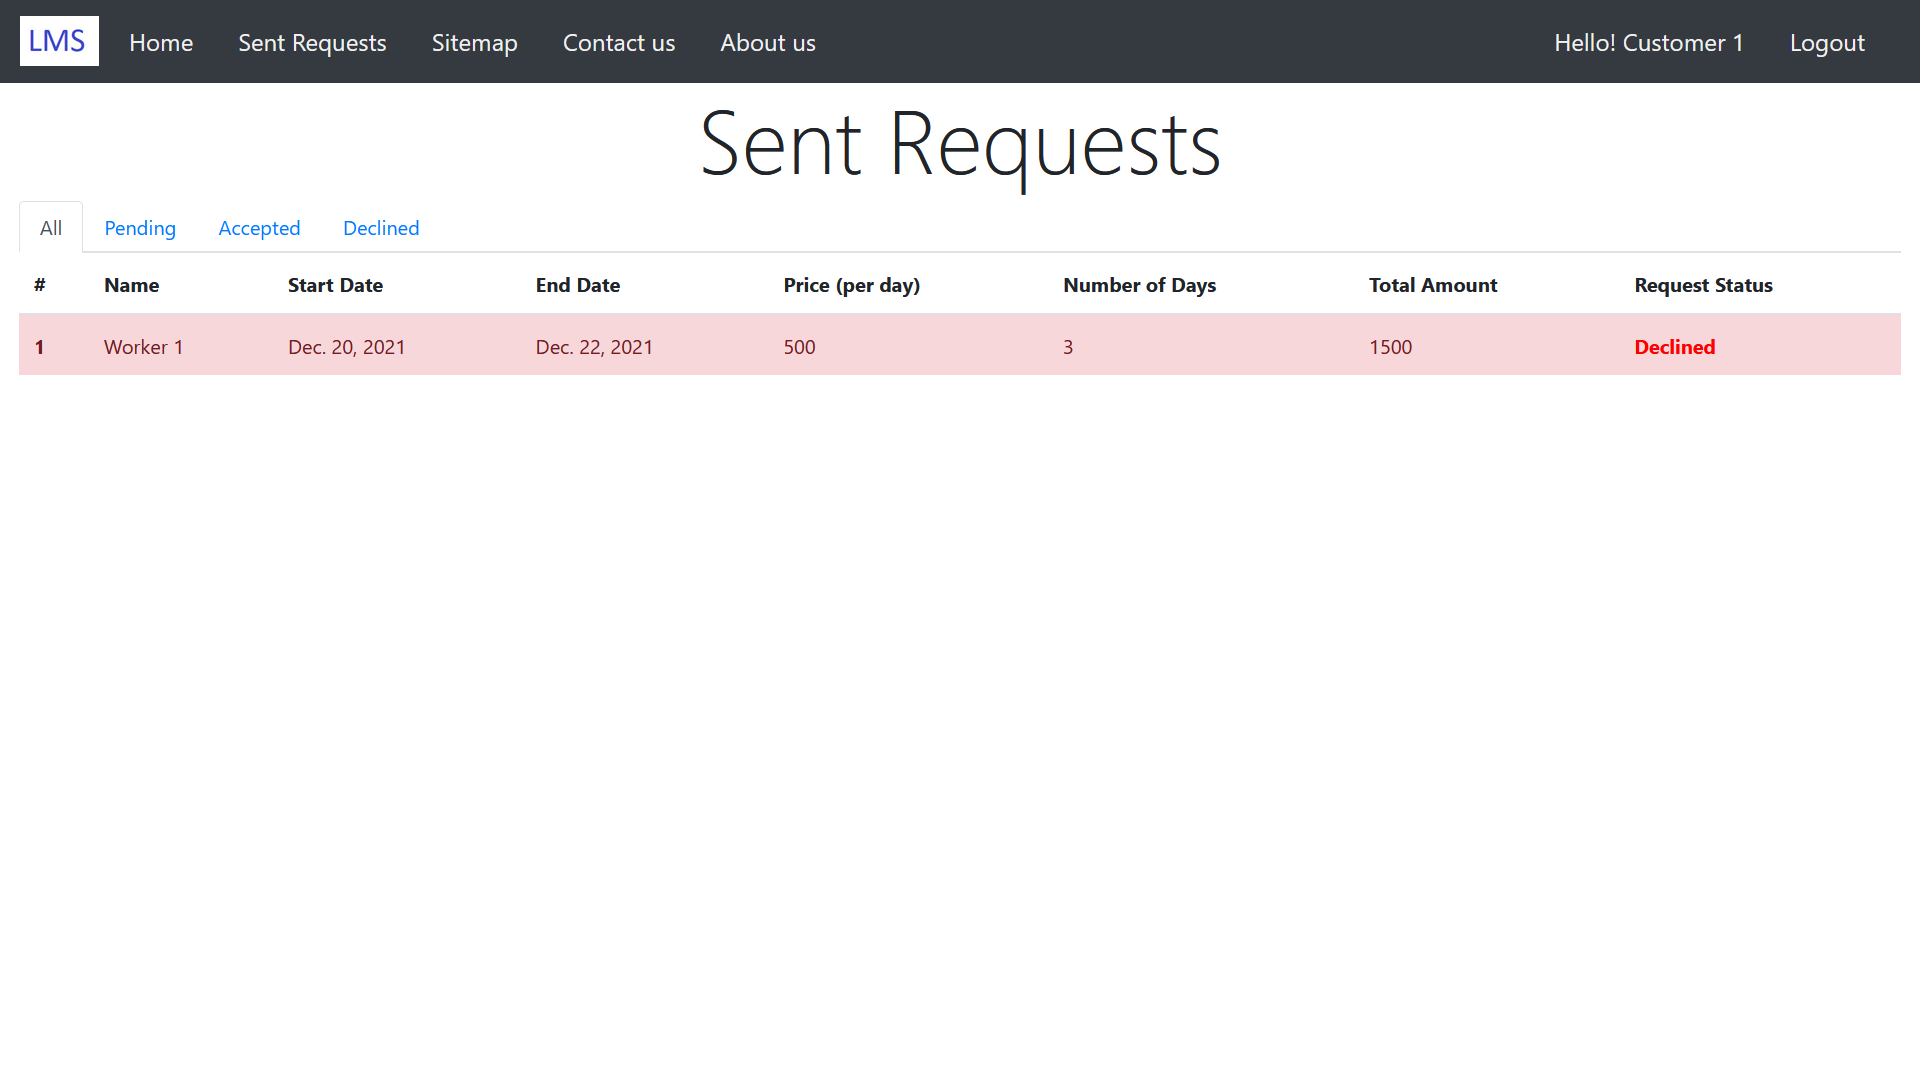 LMS Home Sent Requests Sitemap Contact us About us Hello! Customer 1 Logout
Sent Requests
All Pending Accepted Declined
# Name Start Date End Date Price (per day) Number of Days Total Amount Request Status
1 Worker 1 Dec. 20, 2021 Dec. 22, 2021 500 3 1500 Declined